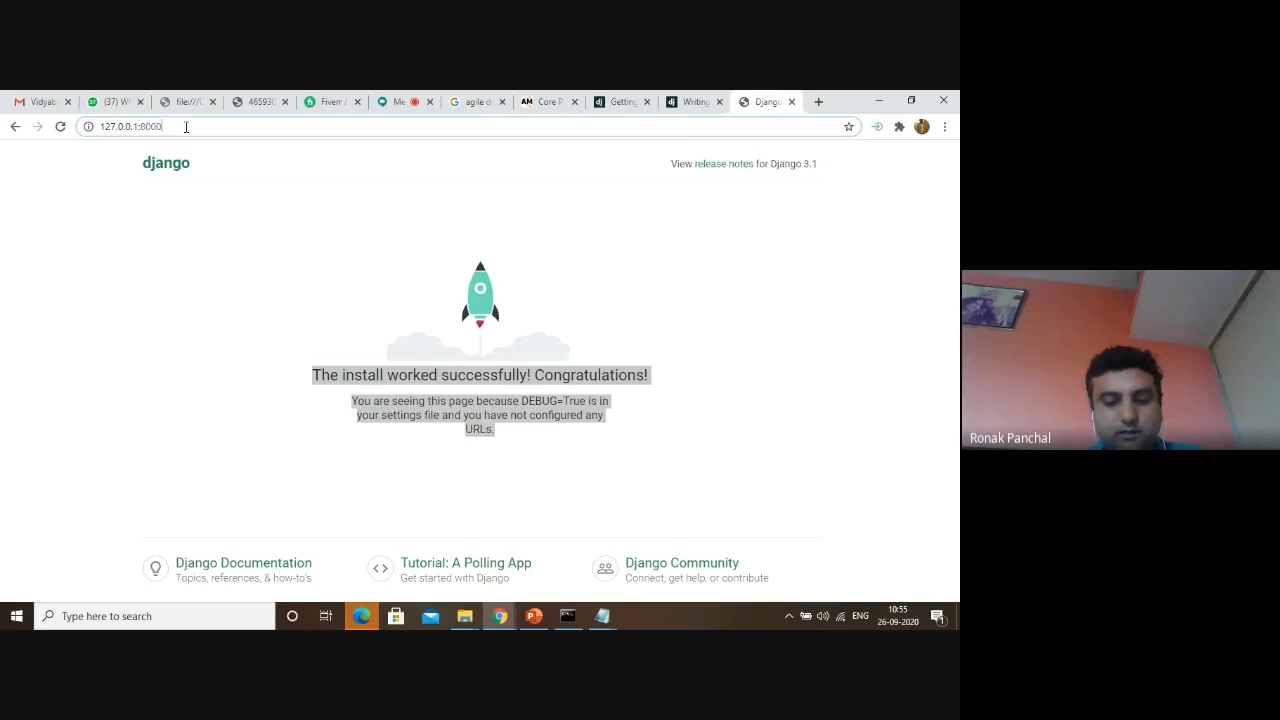 Vidyab
(37) W
file:///C
465930
Fiverr /
Me
agile d
Core P
Getting
Writing
Django
127.0.0.1:8000
django
View release notes for Django 3.1
The install worked successfully! Congratulations!
You are seeing this page because DEBUG=True is in
your settings file and you have not configured any
URLs.
Ronak Panchal
Django Documentation
Topics, references, & how-to's
Tutorial: A Polling App
Get started with Django
Django Community
Connect, get help, or contribute
Type here to search
ENG
10:55
26-09-2020